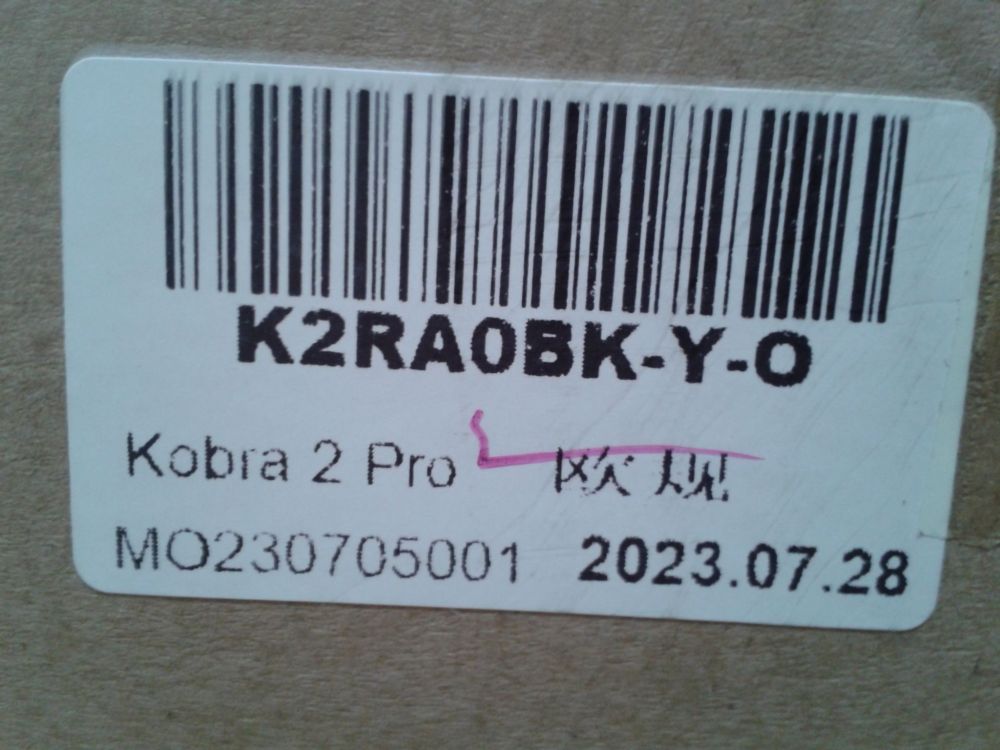 K2RA0BK-Y-O
Kobra 2 Pro 欧规
MO230705001 2023.07.28